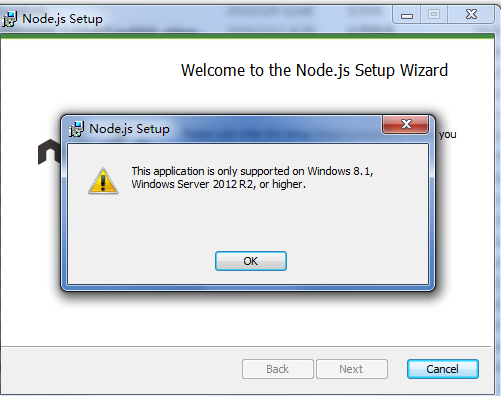 Node.js Setup
Welcome to the Node.js Setup Wizard
you
Node.js Setup
This application is only supported on Windows 8.1,
Windows Server 2012 R2, or higher.
OK
Back
Next
Cancel